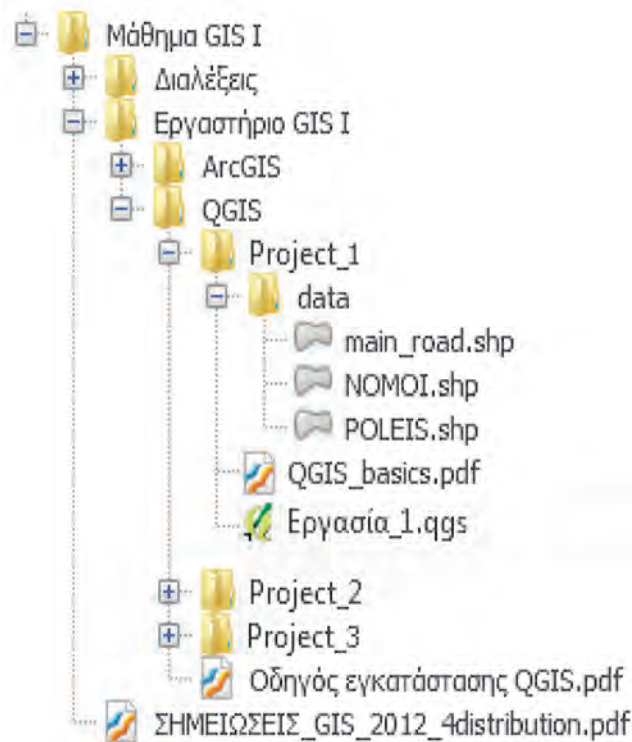 Μάθημα GIS I
Διαλέξεις
Εργαστήριο GIS I
ArcGIS
QGIS
Project_1
data
main_road.shp
NOMOI.shp
POLEIS.shp
QGIS_basics.pdf
Εργασία_1.qgs
Project_2
Project_3
Οδηγός εγκατάστασης QGIS.pdf
ΣΗΜΕΙΩΣΕΙΣ_GIS_2012_4distribution.pdf